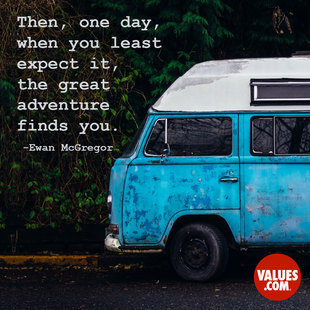 Then, one day,
when you least
expect it,
the great
adventure
finds you.
-Ewan McGregor
VALUES
.COM